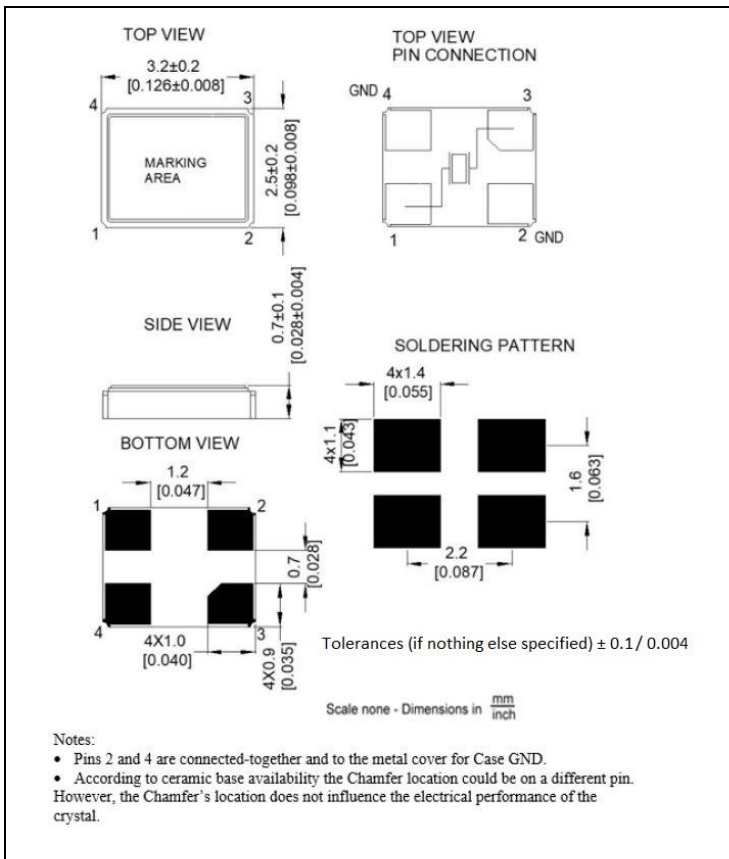 TOP VIEW
3.2±0.2
[0.126±0.008]
4
3
MARKING
AREA
2.5±0.2
[0.098±0.008]
1
2
TOP VIEW
PIN CONNECTION
GND 4
3
1
2 GND
SIDE VIEW
0.7±0.1
[0.028±0.004]
SOLDERING PATTERN
4x1.4
[0.055]
4x1.1
[0.043]
1.6
[0.063]
2.2
[0.087]
BOTTOM VIEW
1.2
[0.047]
1
2
0.7
[0.028]
4
3
4X1.0
[0.040]
4X0.9
[0.035]
Tolerances (if nothing else specified) ± 0.1/ 0.004
Scale none - Dimensions in mm
inch
Notes:
• Pins 2 and 4 are connected-together and to the metal cover for Case GND.
• According to ceramic base availability the Chamfer location could be on a different pin.
However, the Chamfer's location does not influence the electrical performance of the
crystal.